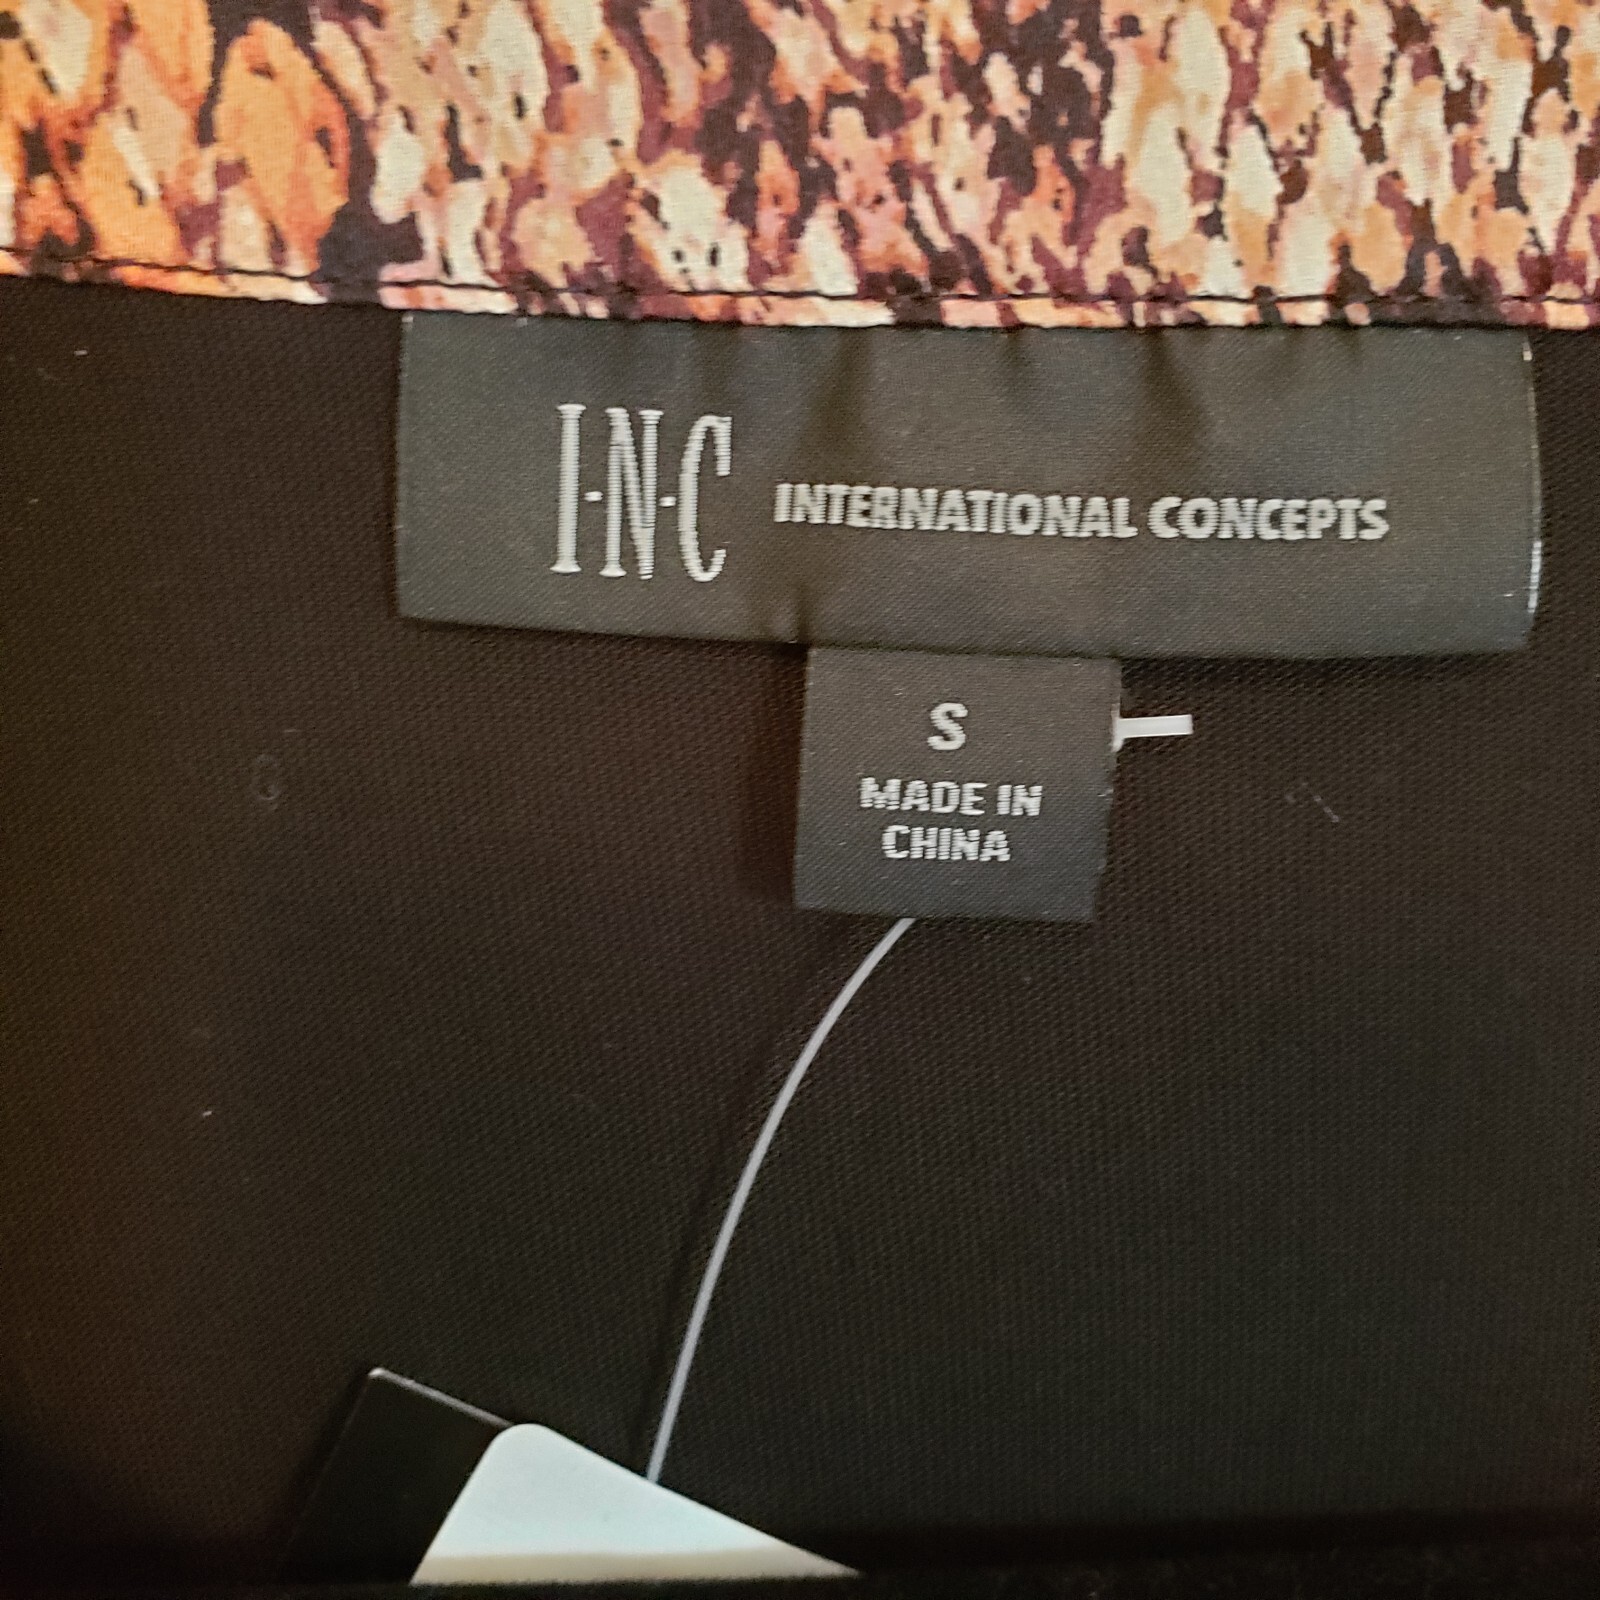 I·N·C INTERNATIONAL CONCEPTS
S
MADE IN
CHINA